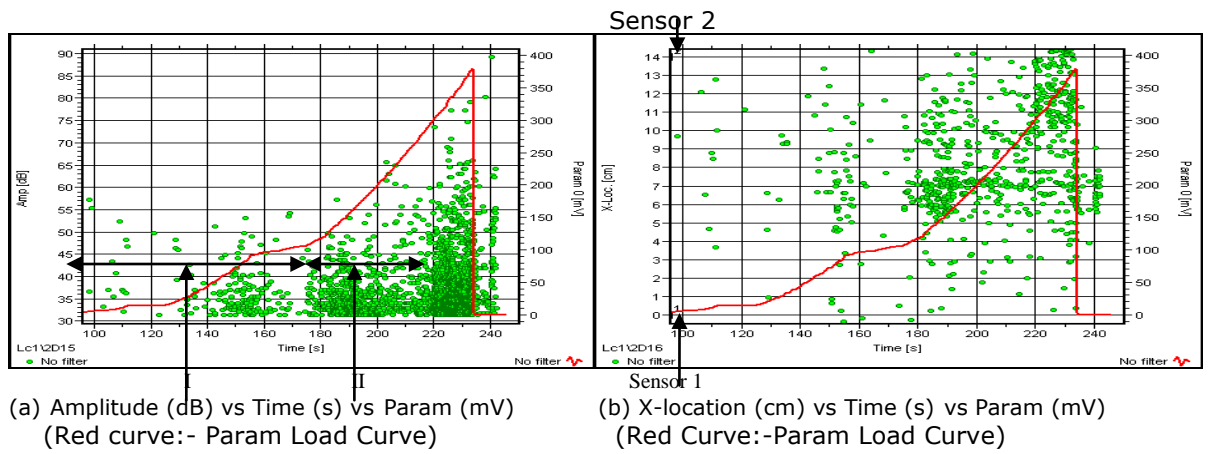 Sensor 2
90
85
80
75
70
65
60
55
50
45
40
35
30
Amp [dB]
400
350
300
250
200
150
100
50
0
Param 0 [mV]
100 120 140 160 180 200 220 240
Time [s]
Lc1\2D15
No filter
No filter
I
II
14
13
12
11
10
9
8
7
6
5
4
3
2
1
0
X-Loc. [cm]
1
400
350
300
250
200
150
100
50
0
Param 0 [mV]
100 120 140 160 180 200 220 240
Time [s]
Lc1\2D16
No filter
No filter
Sensor 1
(a) Amplitude (dB) vs Time (s) vs Param (mV)
(Red curve:- Param Load Curve)
(b) X-location (cm) vs Time (s) vs Param (mV)
(Red Curve:-Param Load Curve)